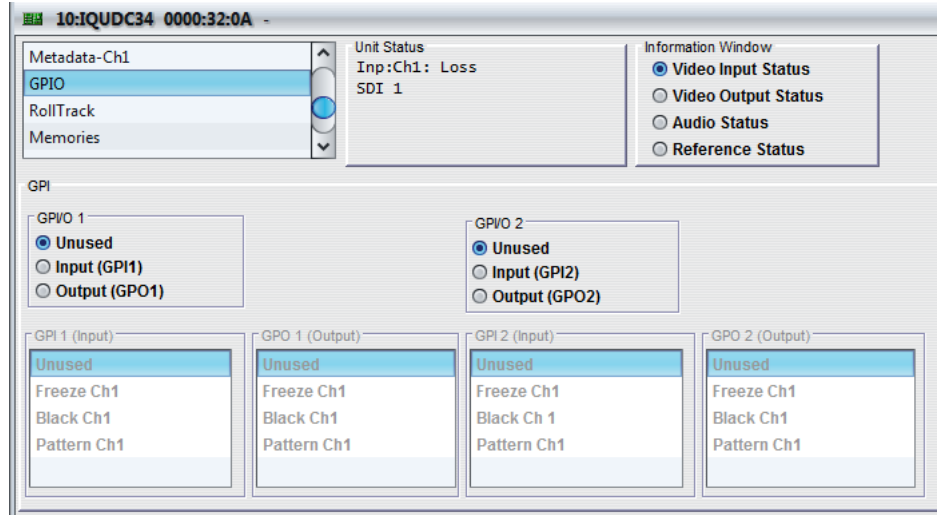 10:IQUDC34 0000:32:0A -
Metadata-Ch1
GPIO
RollTrack
Memories
Unit Status
Inp:Ch1: Loss
SDI 1
Information Window
Video Input Status
Video Output Status
Audio Status
Reference Status
GPI
GPI/O 1
Unused
Input (GPI1)
Output (GPO1)
GPI/O 2
Unused
Input (GPI2)
Output (GPO2)
GPI 1 (Input)
Unused
Freeze Ch1
Black Ch1
Pattern Ch1
GPO 1 (Output)
Unused
Freeze Ch1
Black Ch1
Pattern Ch1
GPI 2 (Input)
Unused
Freeze Ch1
Black Ch 1
Pattern Ch1
GPO 2 (Output)
Unused
Freeze Ch1
Black Ch1
Pattern Ch1